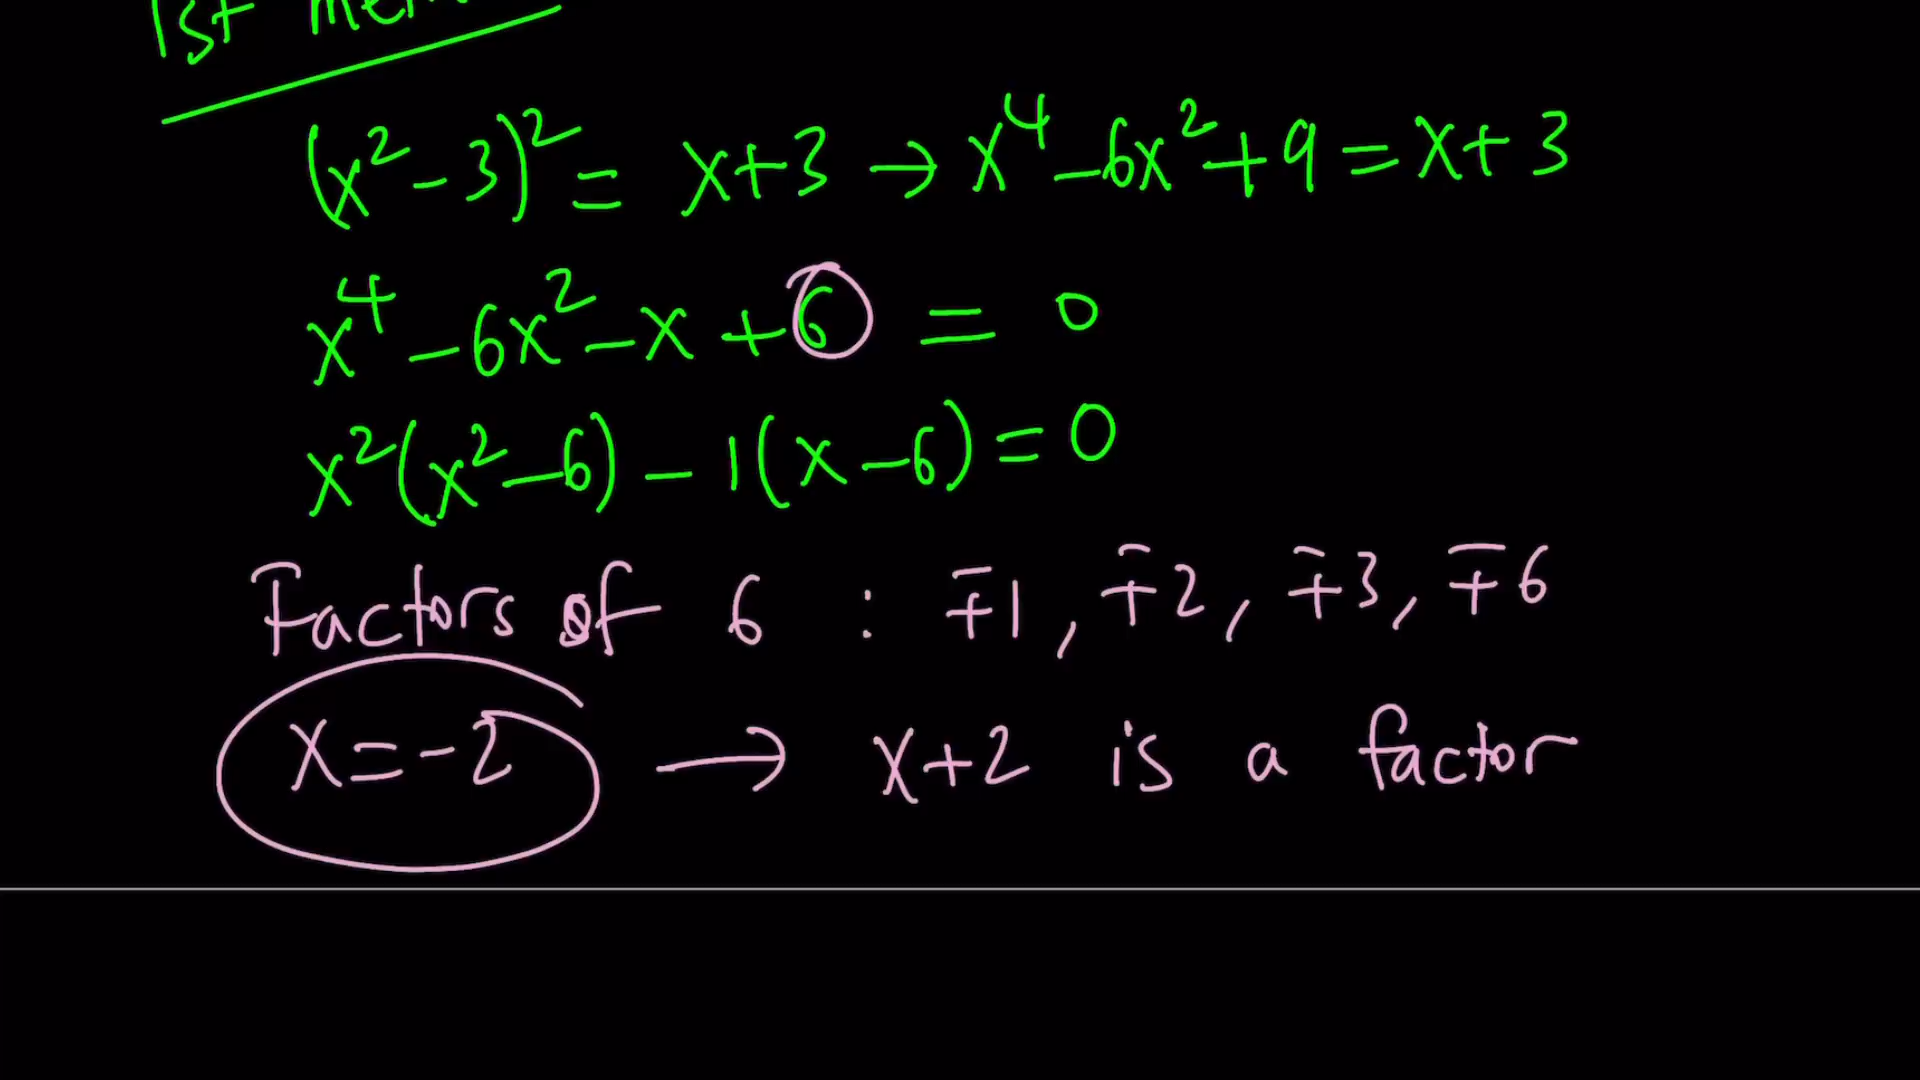 1st
(x²-3)² = x+3 → x⁴-6x²+9=x+3
x⁴-6x²-x+6 = 0
x²(x²-6)-1(x-6)=0
Factors of 6 : ∓1, ∓2, ∓3, ∓6
x=-2 → x+2 is a factor